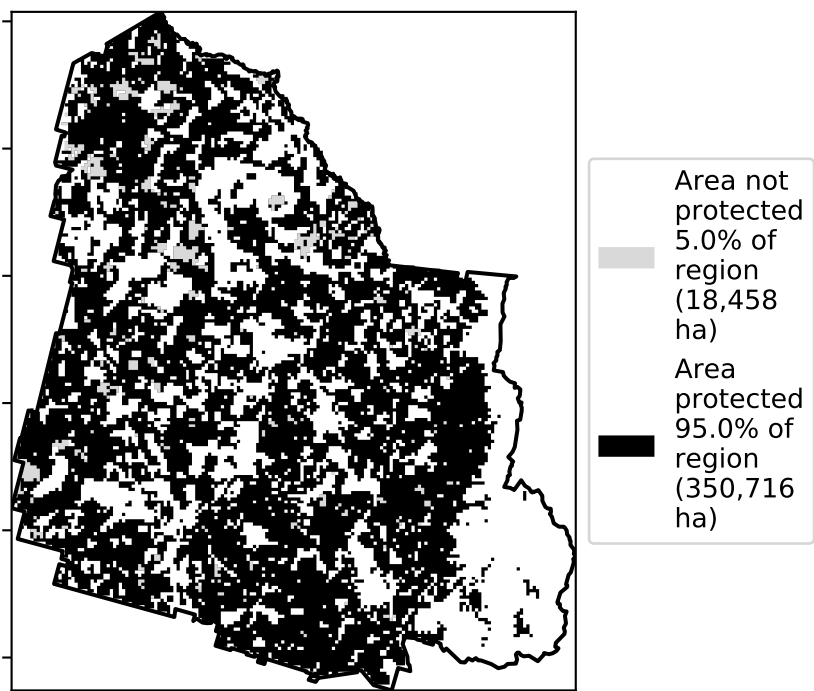 Area not
protected
5.0% of
region
(18,458
ha)
Area
protected
95.0% of
region
(350,716
ha)